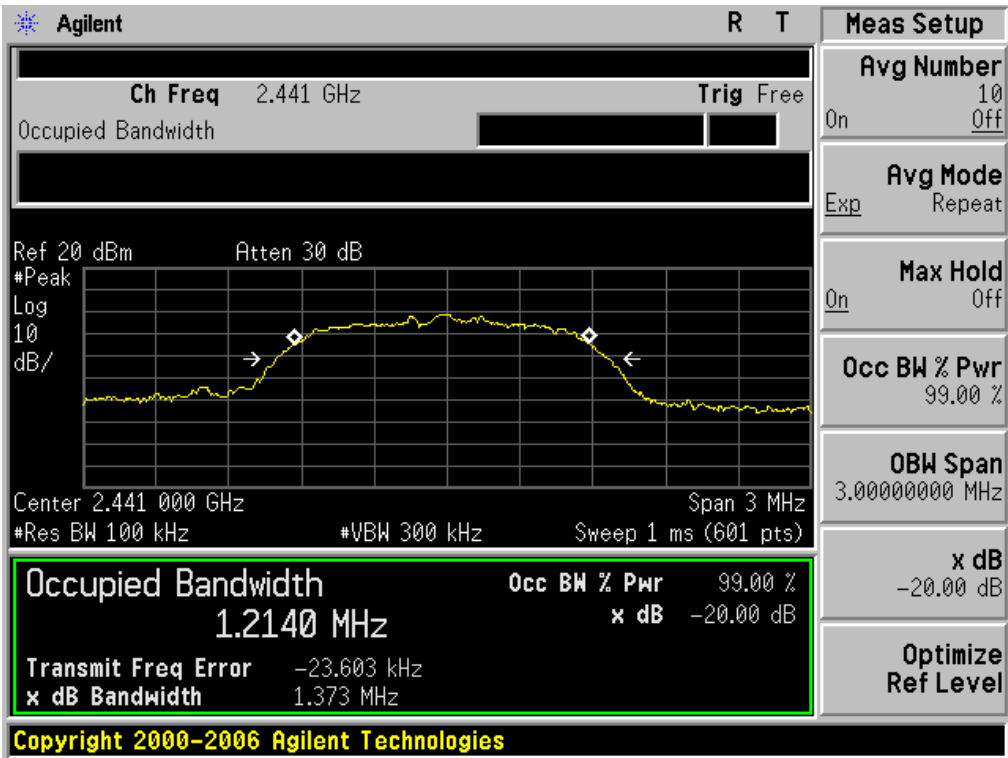 Agilent R T
Meas Setup
Ch Freq 2.441 GHz Trig Free
Occupied Bandwidth
Ref 20 dBm Atten 30 dB
#Peak
Log
10
dB/
Center 2.441 000 GHz Span 3 MHz
#Res BW 100 kHz #VBW 300 kHz Sweep 1 ms (601 pts)
Occupied Bandwidth Occ BW % Pwr 99.00 %
1.2140 MHz x dB -20.00 dB
Transmit Freq Error -23.603 kHz
x dB Bandwidth 1.373 MHz
Avg Number
10
On Off
Avg Mode
Exp Repeat
Max Hold
On Off
Occ BW % Pwr
99.00 %
OBW Span
3.00000000 MHz
x dB
-20.00 dB
Optimize
Ref Level
Copyright 2000-2006 Agilent Technologies